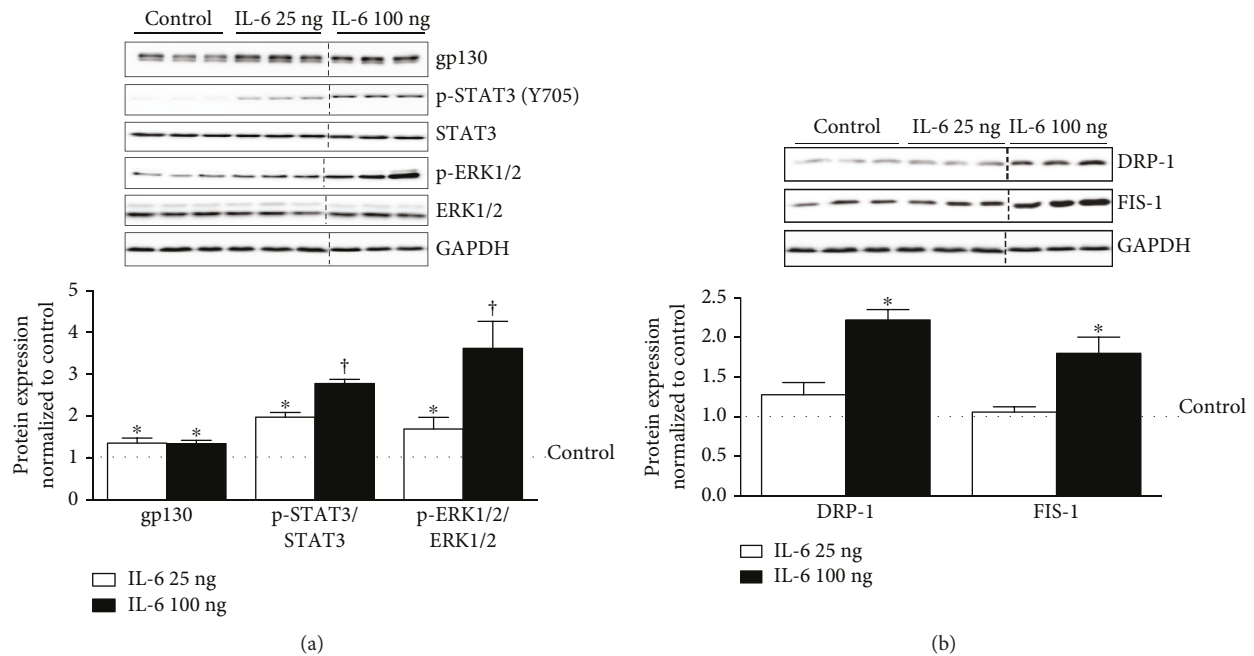 Control IL-6 25 ng IL-6 100 ng
gp130
p-STAT3 (Y705)
STAT3
p-ERK1/2
ERK1/2
GAPDH
Protein expression
normalized to control
5
4
3
2
1
0
* * * † * †
Control
gp130 p-STAT3/ p-ERK1/2/
STAT3 ERK1/2
IL-6 25 ng
IL-6 100 ng
(a)
Control IL-6 25 ng IL-6 100 ng
DRP-1
FIS-1
GAPDH
Protein expression
normalized to control
2.5
2.0
1.5
1.0
0.5
0.0
* *
Control
DRP-1 FIS-1
IL-6 25 ng
IL-6 100 ng
(b)